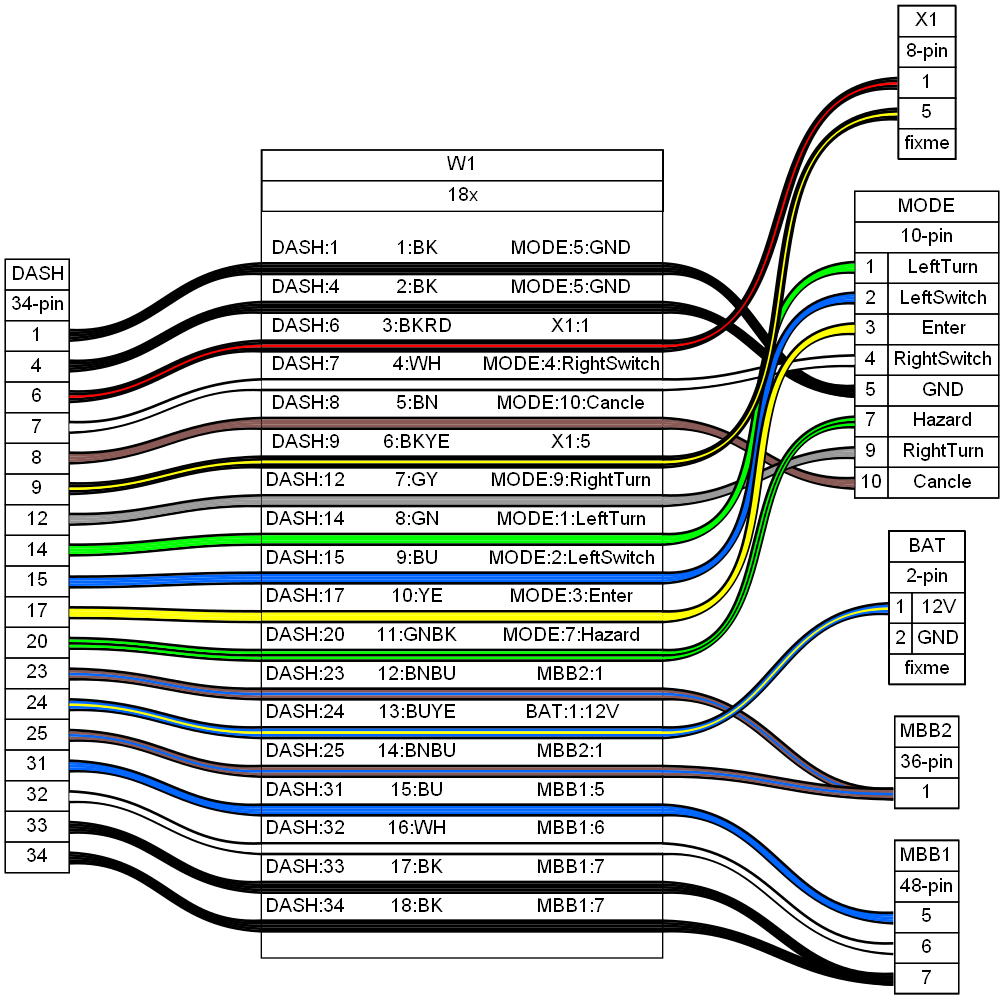 DASH
34-pin
1
4
6
7
8
9
12
14
15
17
20
23
24
25
31
32
33
34
W1
18x
DASH:1 1:BK MODE:5:GND
DASH:4 2:BK MODE:5:GND
DASH:6 3:BKRD X1:1
DASH:7 4:WH MODE:4:RightSwitch
DASH:8 5:BN MODE:10:Cancle
DASH:9 6:BKYE X1:5
DASH:12 7:GY MODE:9:RightTurn
DASH:14 8:GN MODE:1:LeftTurn
DASH:15 9:BU MODE:2:LeftSwitch
DASH:17 10:YE MODE:3:Enter
DASH:20 11:GNBK MODE:7:Hazard
DASH:23 12:BNBU MBB2:1
DASH:24 13:BUYE BAT:1:12V
DASH:25 14:BNBU MBB2:1
DASH:31 15:BU MBB1:5
DASH:32 16:WH MBB1:6
DASH:33 17:BK MBB1:7
DASH:34 18:BK MBB1:7
X1
8-pin
1
5
fixme
MODE
10-pin
1 LeftTurn
2 LeftSwitch
3 Enter
4 RightSwitch
5 GND
7 Hazard
9 RightTurn
10 Cancle
BAT
2-pin
1 12V
2 GND
fixme
MBB2
36-pin
1
MBB1
48-pin
5
6
7